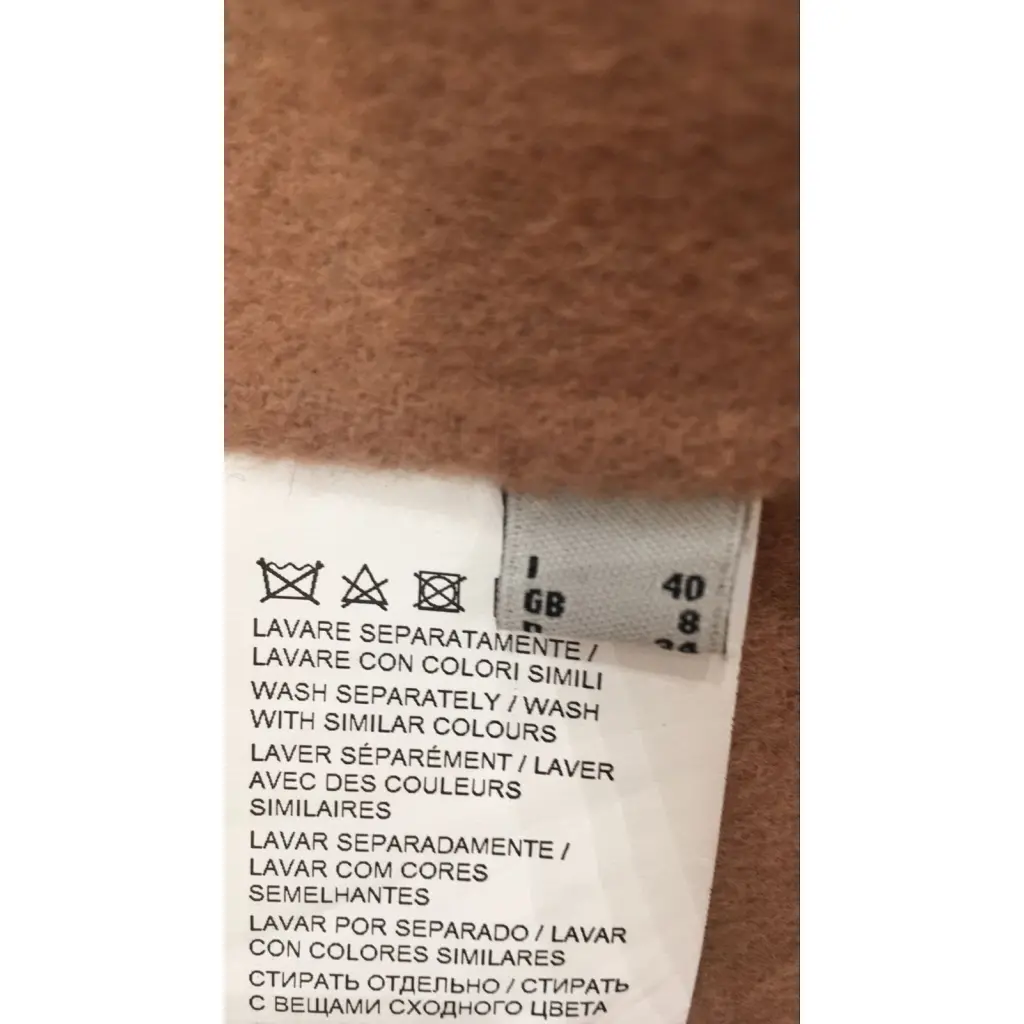 I 40
GB 8
D 34
LAVARE SEPARATAMENTE /
LAVARE CON COLORI SIMILI
WASH SEPARATELY / WASH
WITH SIMILAR COLOURS
LAVER SÉPARÉMENT / LAVER
AVEC DES COULEURS
SIMILAIRES
LAVAR SEPARADAMENTE /
LAVAR COM CORES
SEMELHANTES
LAVAR POR SEPARADO / LAVAR
CON COLORES SIMILARES
СТИРАТЬ ОТДЕЛЬНО / СТИРАТЬ
С ВЕЩАМИ СХОДНОГО ЦВЕТА